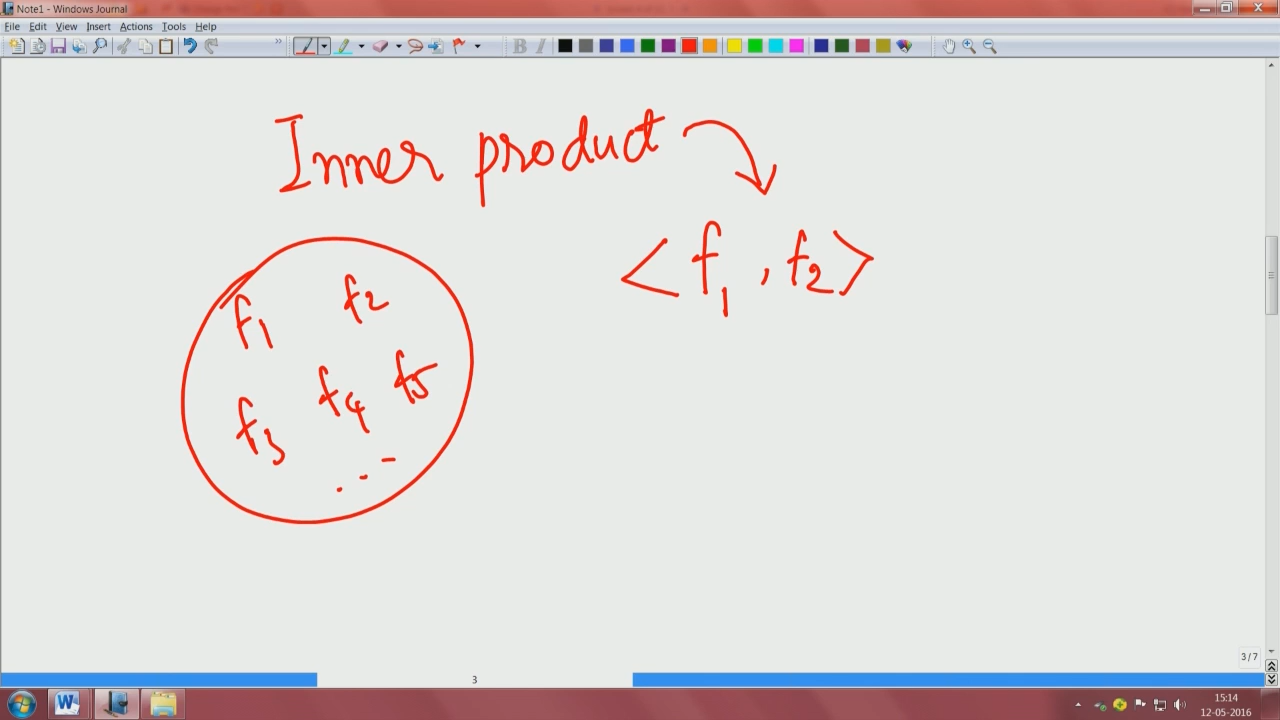 Note1 - Windows Journal
File Edit View Insert Actions Tools Help
B I
Inner product
< f1 , f2 >
f1 f2
f3 f4 f5
...
3/7
3
W
15:14
12-05-2016